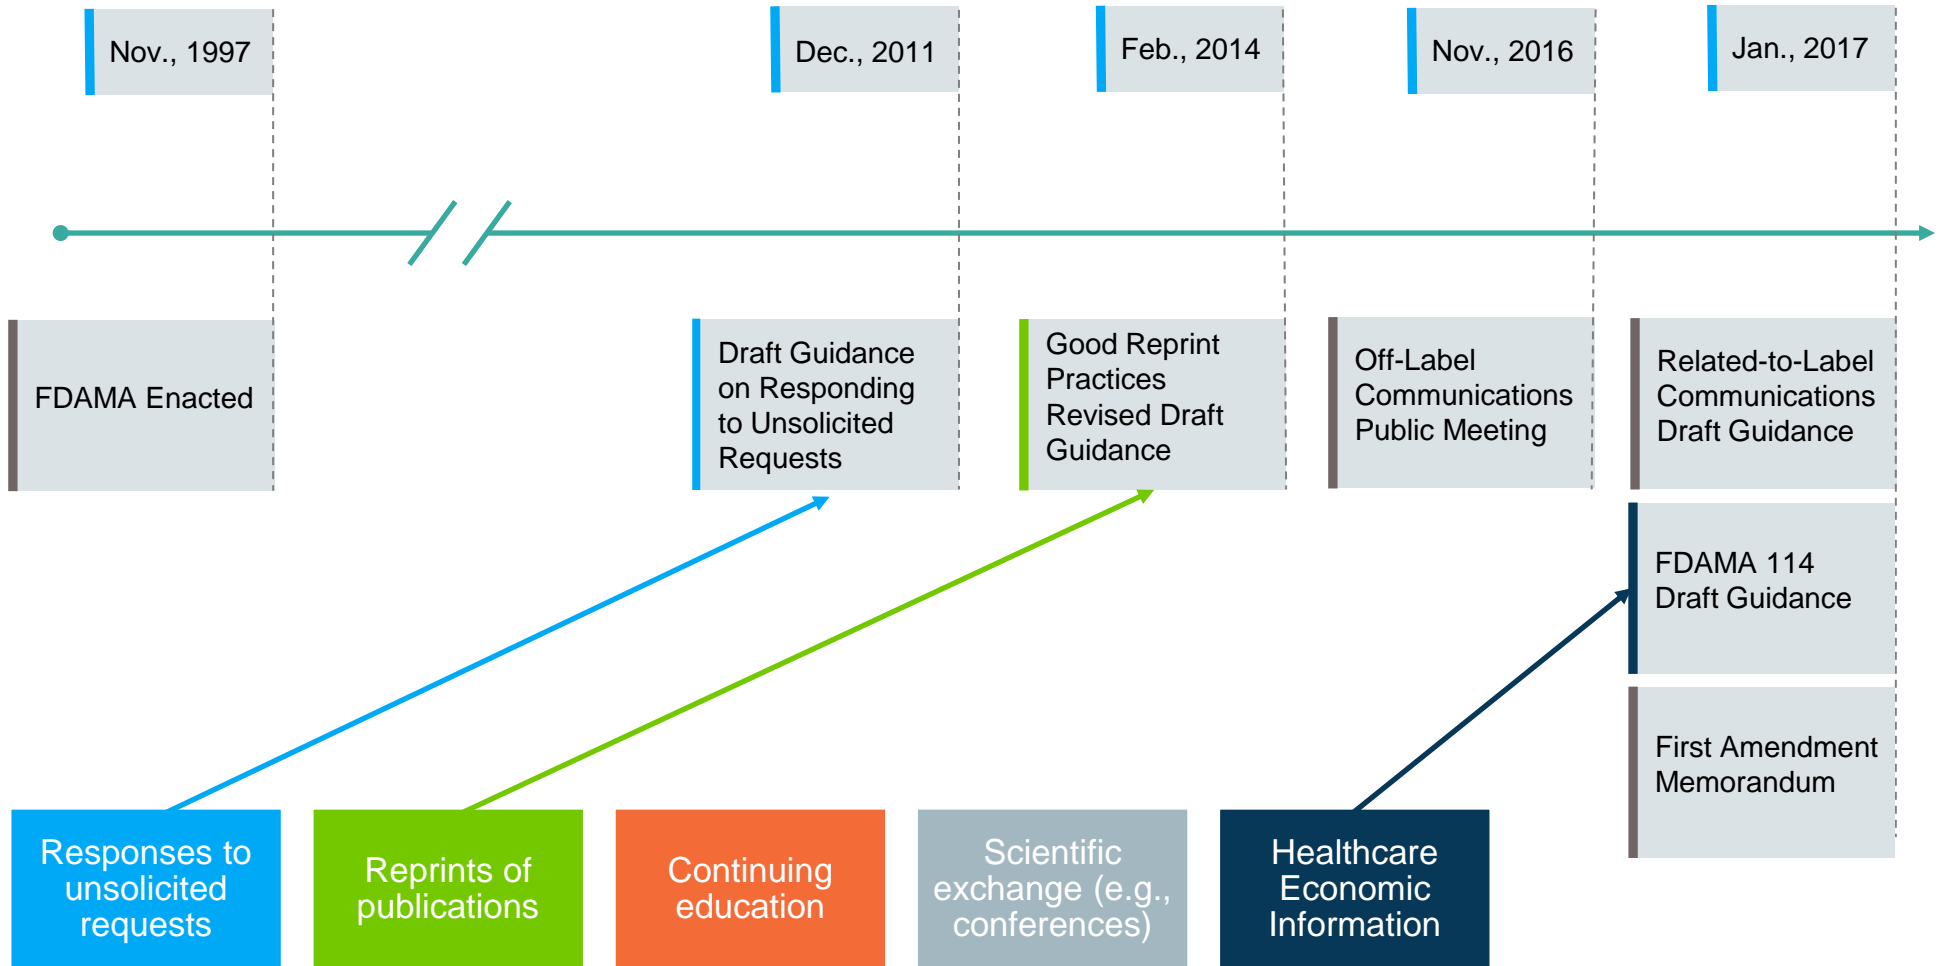 Nov., 1997
Dec., 2011
Feb., 2014
Nov., 2016
Jan., 2017
FDAMA Enacted
Draft Guidance
on Responding
to Unsolicited
Requests
Good Reprint
Practices
Revised Draft
Guidance
Off-Label
Communications
Public Meeting
Related-to-Label
Communications
Draft Guidance
FDAMA 114
Draft Guidance
First Amendment
Memorandum
Responses to
unsolicited
requests
Reprints of
publications
Continuing
education
Scientific
exchange (e.g.,
conferences)
Healthcare
Economic
Information